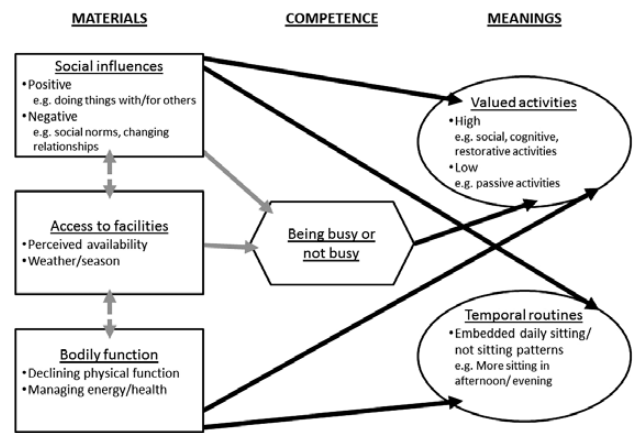 MATERIALS
COMPETENCE
MEANINGS
Social influences
•Positive
e.g. doing things with/for others
•Negative
e.g. social norms, changing
relationships
Access to facilities
•Perceived availability
•Weather/season
Bodily function
•Declining physical function
•Managing energy/health
Being busy or
not busy
Valued activities
•High
e.g. social, cognitive,
restorative activities
•Low
e.g. passive activities
Temporal routines
•Embedded daily sitting/
not sitting patterns
e.g. More sitting in
afternoon/evening